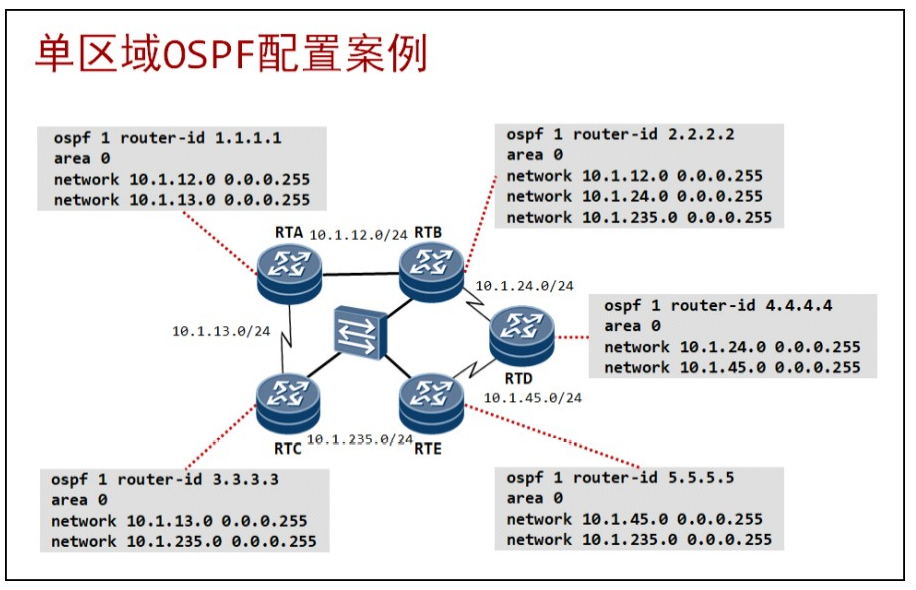 单区域OSPF配置案例
ospf 1 router-id 1.1.1.1
area 0
network 10.1.12.0 0.0.0.255
network 10.1.13.0 0.0.0.255
ospf 1 router-id 2.2.2.2
area 0
network 10.1.12.0 0.0.0.255
network 10.1.24.0 0.0.0.255
network 10.1.235.0 0.0.0.255
RTA
10.1.12.0/24
RTB
10.1.24.0/24
ospf 1 router-id 4.4.4.4
area 0
network 10.1.24.0 0.0.0.255
network 10.1.45.0 0.0.0.255
10.1.13.0/24
RTD
10.1.45.0/24
RTC
10.1.235.0/24
RTE
ospf 1 router-id 3.3.3.3
area 0
network 10.1.13.0 0.0.0.255
network 10.1.235.0 0.0.0.255
ospf 1 router-id 5.5.5.5
area 0
network 10.1.45.0 0.0.0.255
network 10.1.235.0 0.0.0.255